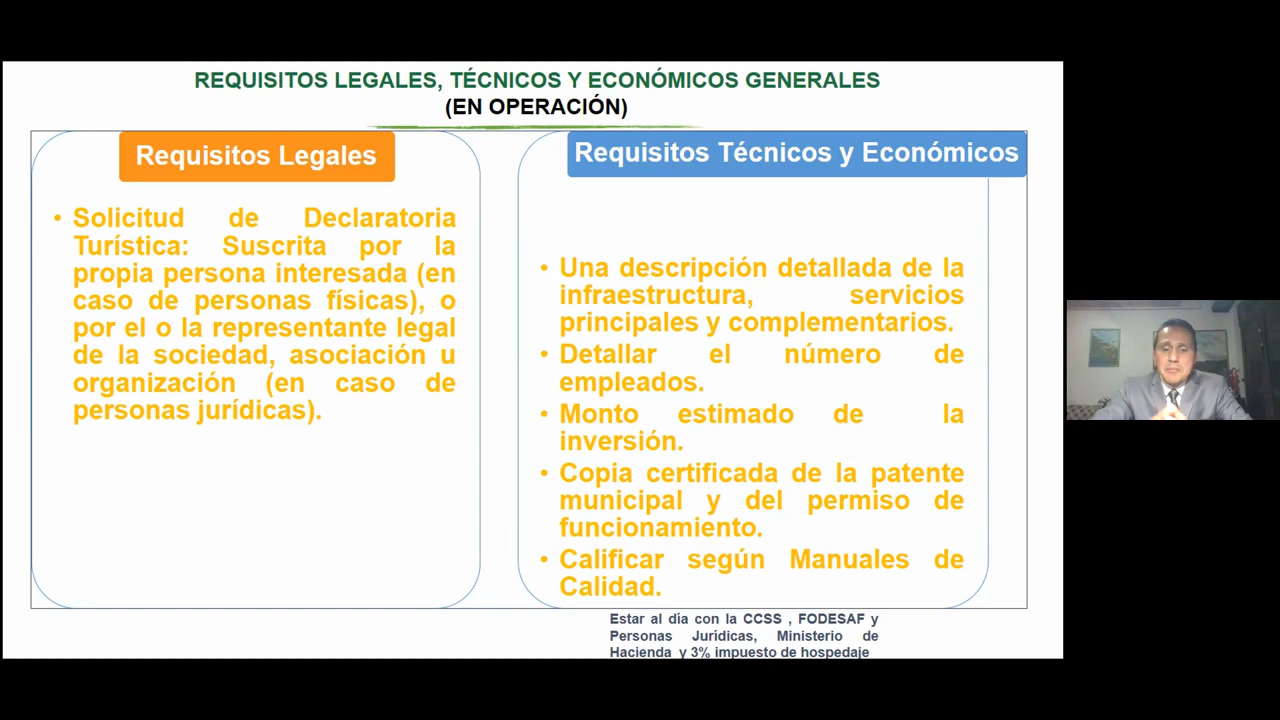 REQUISITOS LEGALES, TÉCNICOS Y ECONÓMICOS GENERALES
(EN OPERACIÓN)
Requisitos Legales
• Solicitud de Declaratoria
Turística: Suscrita por la
propia persona interesada (en
caso de personas físicas), o
por el o la representante legal
de la sociedad, asociación u
organización (en caso de
personas jurídicas).
Requisitos Técnicos y Económicos
• Una descripción detallada de la
infraestructura, servicios
principales y complementarios.
• Detallar el número de
empleados.
• Monto estimado de la
inversión.
• Copia certificada de la patente
municipal y del permiso de
funcionamiento.
• Calificar según Manuales de
Calidad.
Estar al día con la CCSS , FODESAF y
Personas Jurídicas, Ministerio de
Hacienda y 3% impuesto de hospedaje